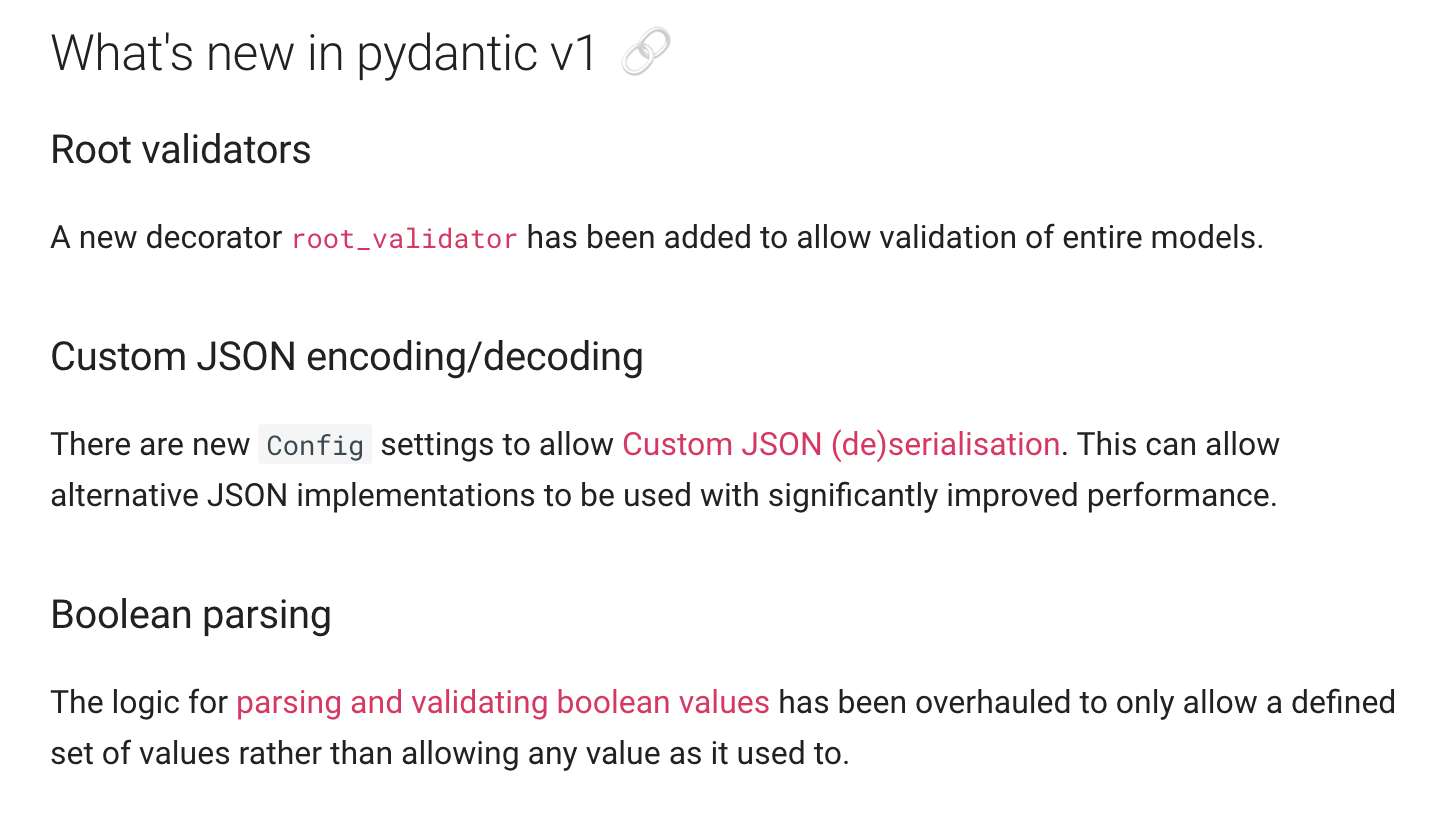 What's new in pydantic v1
Root validators
A new decorator root_validator has been added to allow validation of entire models.
Custom JSON encoding/decoding
There are new Config settings to allow Custom JSON (de)serialisation. This can allow
alternative JSON implementations to be used with significantly improved performance.
Boolean parsing
The logic for parsing and validating boolean values has been overhauled to only allow a defined
set of values rather than allowing any value as it used to.